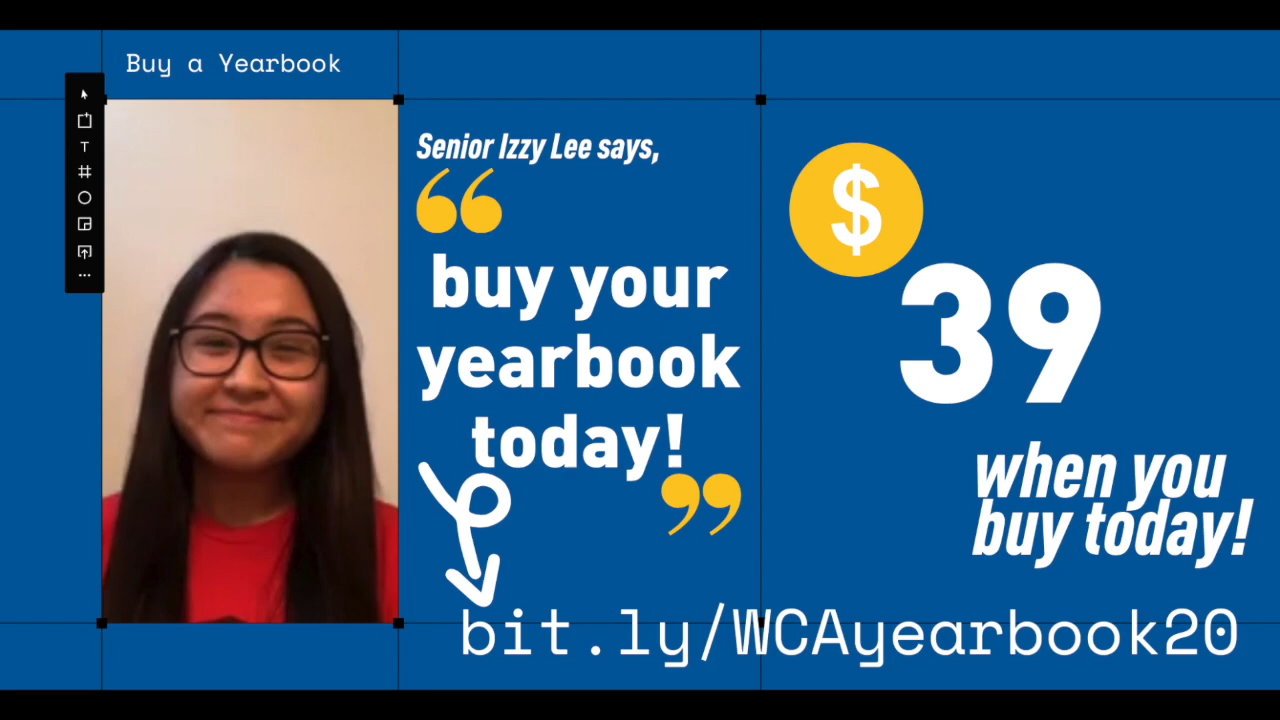 Buy a Yearbook
T
Senior Izzy Lee says,
“
buy your
yearbook
today!
”
$
39
when you
buy today!
bit.ly/WCAyearbook20